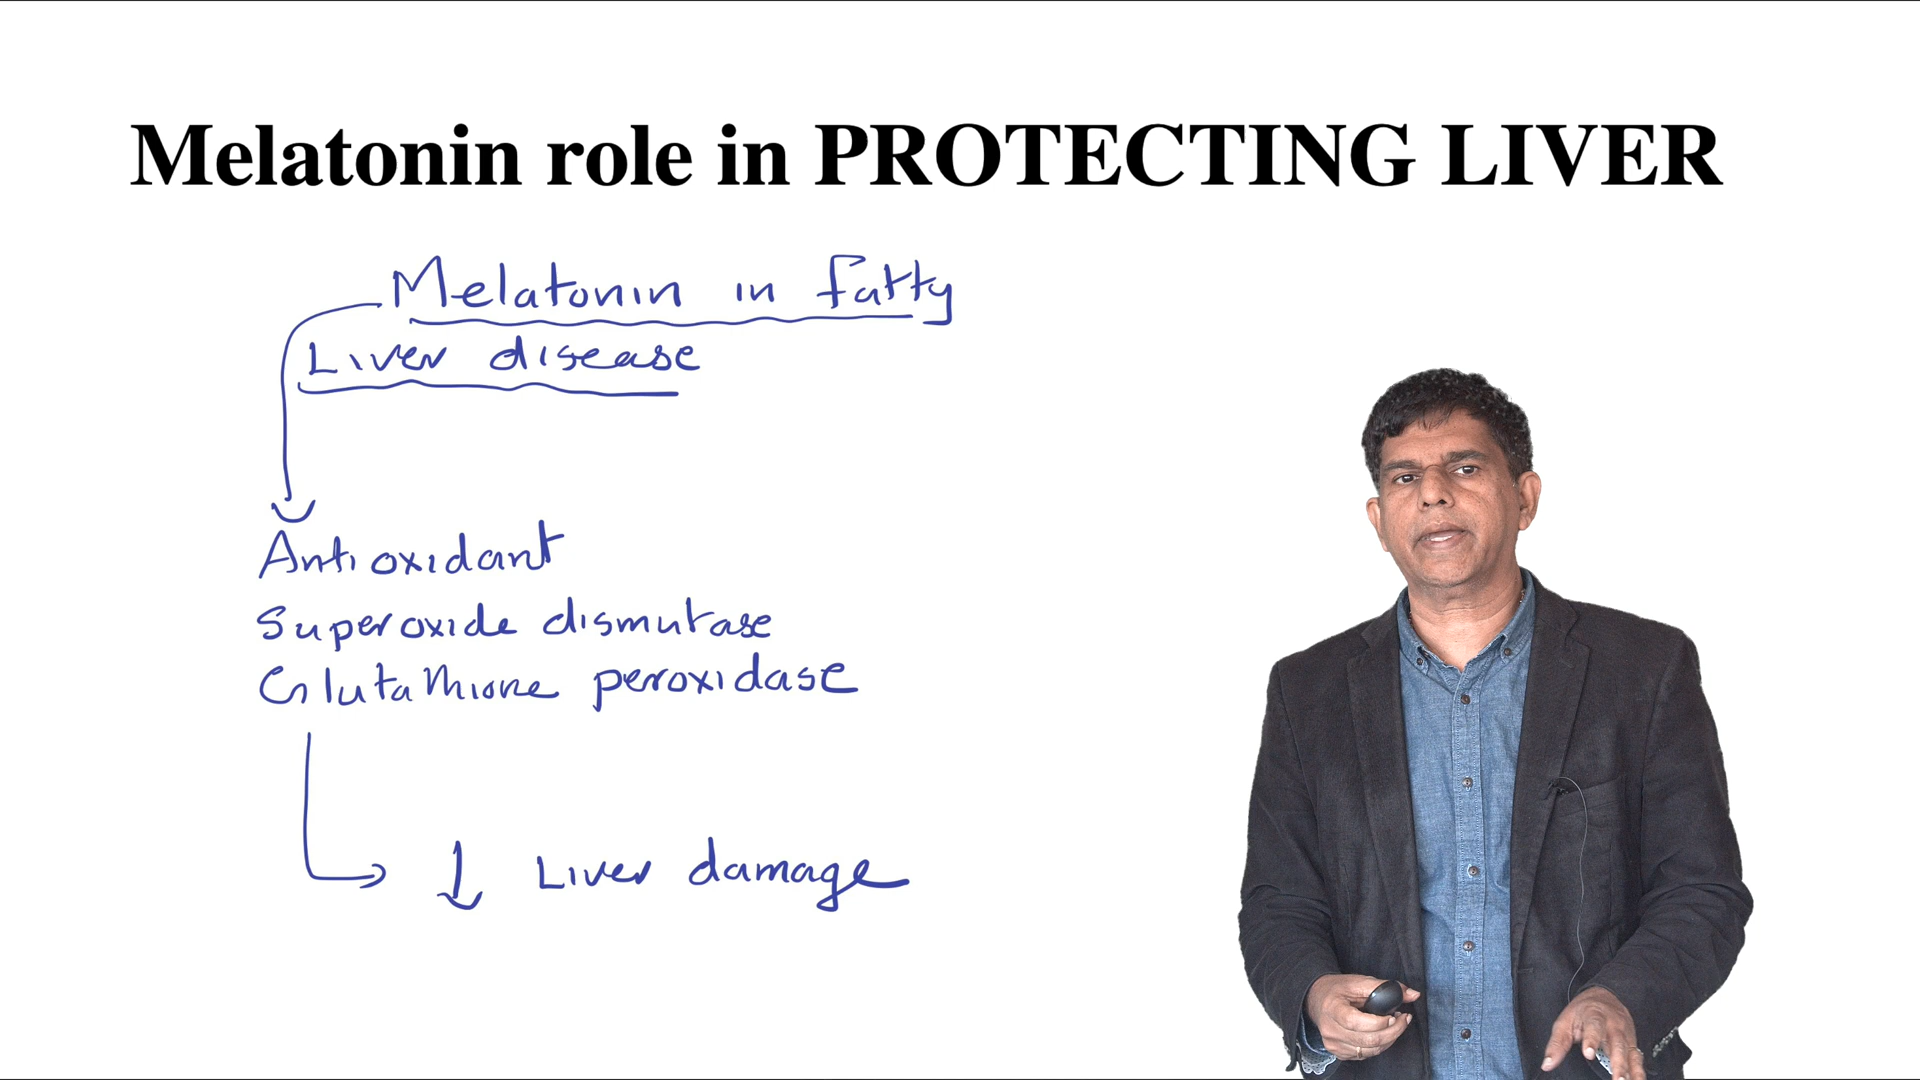 Melatonin role in PROTECTING LIVER
Melatonin in fatty
Liver disease
Antioxidant
Superoxide dismutase
Glutathione peroxidase
↓ Liver damage